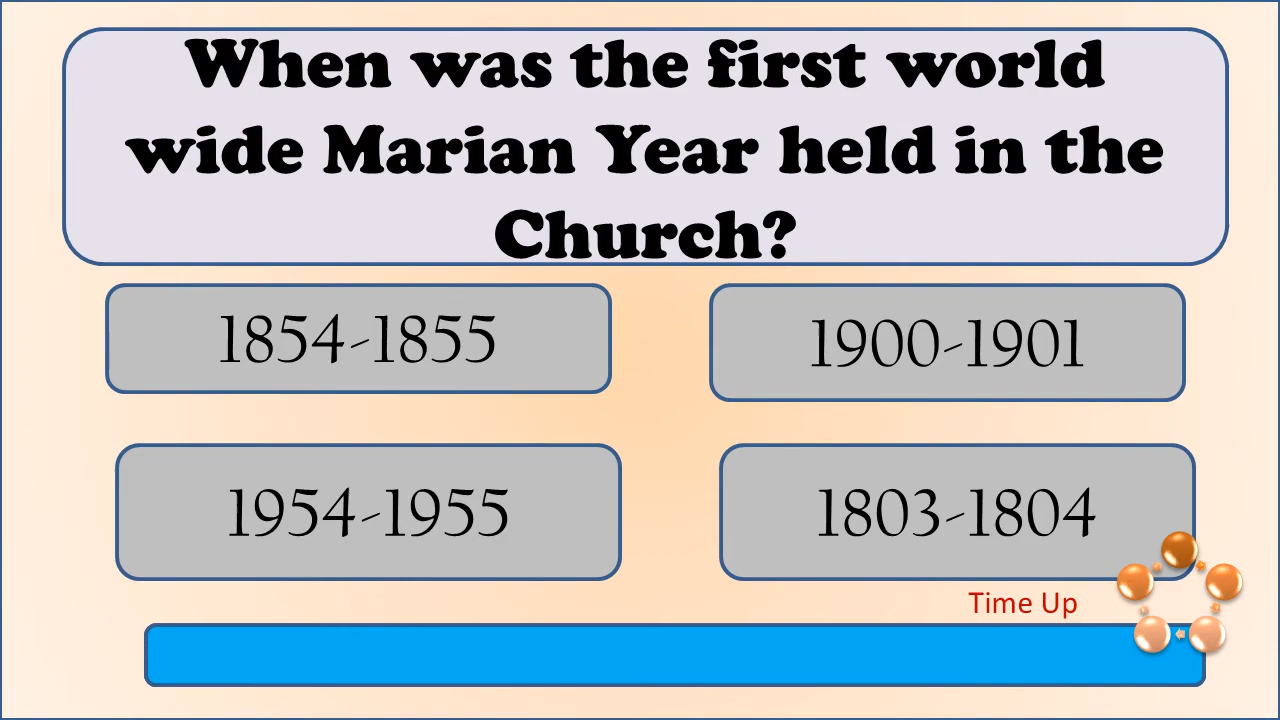 When was the first world
wide Marian Year held in the
Church?
1854-1855
1900-1901
1954-1955
1803-1804
Time Up